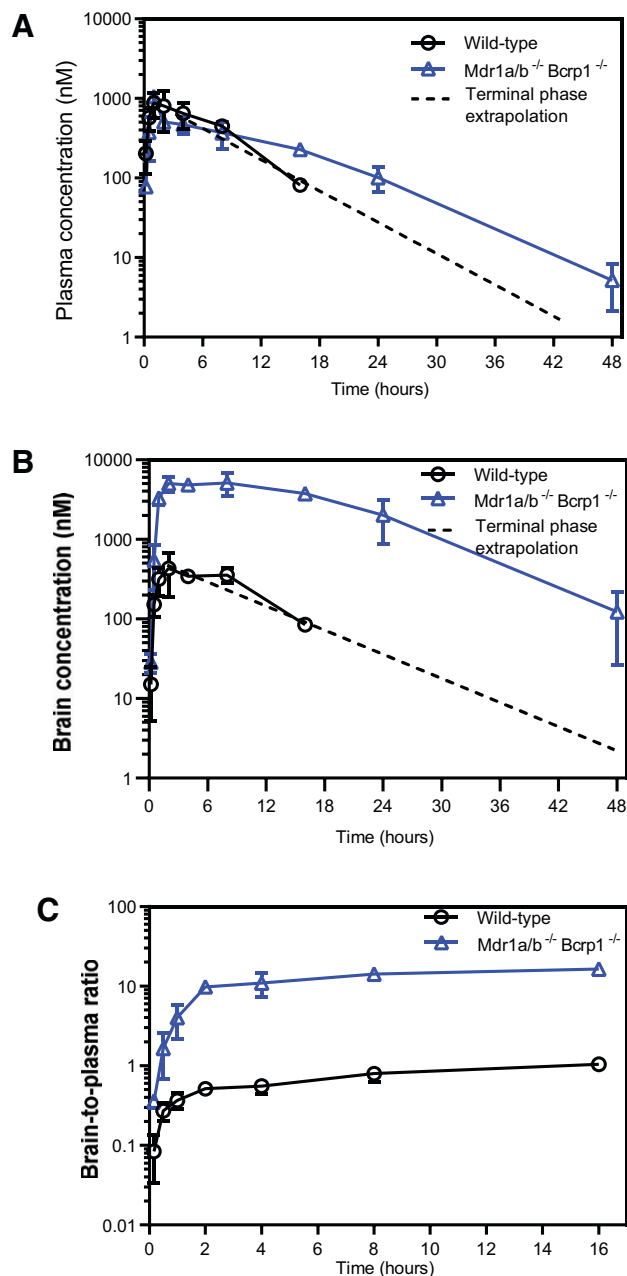 A
Plasma concentration (nM)
10000
1000
100
10
1
Wild-type
Mdr1a/b -/- Bcrp1 -/-
Terminal phase
extrapolation
0 6 12 18 24 30 36 42 48
Time (hours)
B
Brain concentration (nM)
10000
1000
100
10
1
Wild-type
Mdr1a/b -/- Bcrp1 -/-
Terminal phase
extrapolation
0 6 12 18 24 30 36 42 48
Time (hours)
C
Brain-to-plasma ratio
100
10
1
0.1
0.01
Wild-type
Mdr1a/b -/- Bcrp1 -/-
0 2 4 6 8 10 12 14 16
Time (hours)